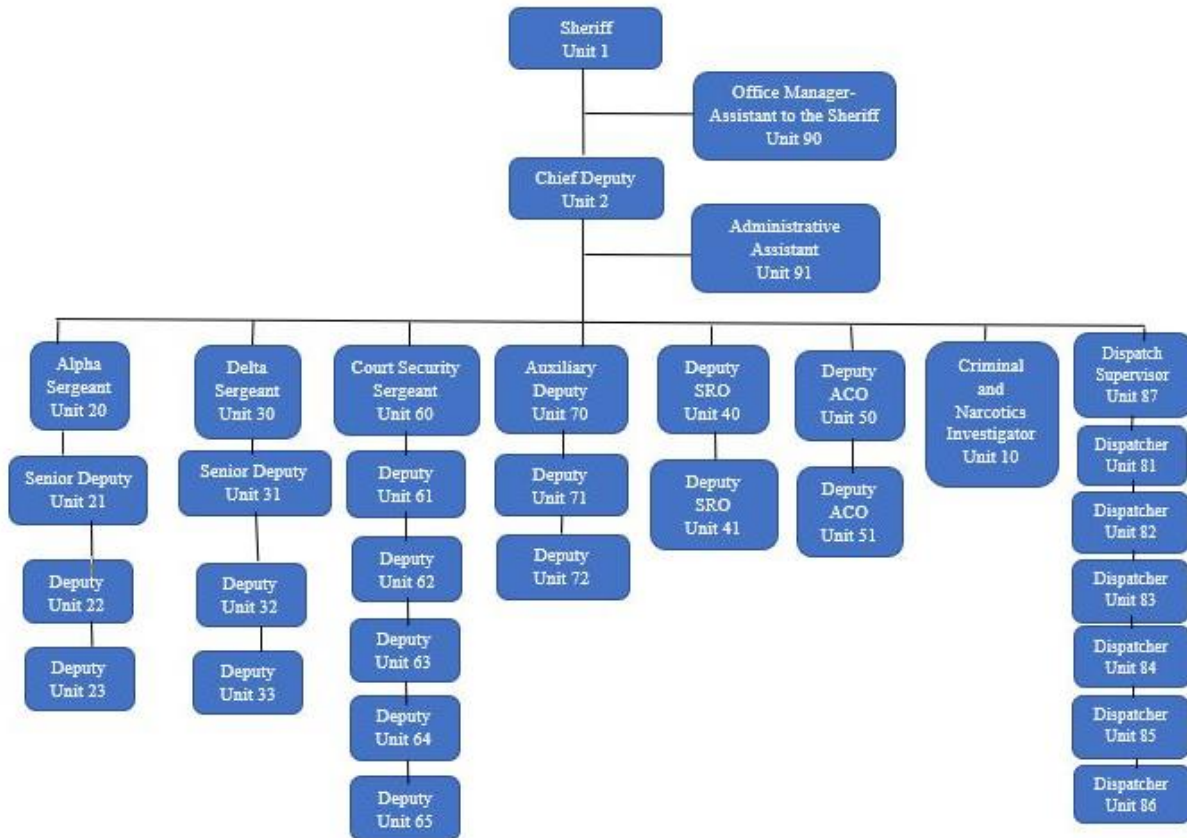 Sheriff
Unit 1
Office Manager-
Assistant to the Sheriff
Unit 90
Chief Deputy
Unit 2
Administrative
Assistant
Unit 91
Alpha
Sergeant
Unit 20
Senior Deputy
Unit 21
Deputy
Unit 22
Deputy
Unit 23
Delta
Sergeant
Unit 30
Senior Deputy
Unit 31
Deputy
Unit 32
Deputy
Unit 33
Court Security
Sergeant
Unit 60
Deputy
Unit 61
Deputy
Unit 62
Deputy
Unit 63
Deputy
Unit 64
Deputy
Unit 65
Auxiliary
Deputy
Unit 70
Deputy
Unit 71
Deputy
Unit 72
Deputy
SRO
Unit 40
Deputy
SRO
Unit 41
Deputy
ACO
Unit 50
Deputy
ACO
Unit 51
Criminal
and
Narcotics
Investigator
Unit 10
Dispatch
Supervisor
Unit 87
Dispatcher
Unit 81
Dispatcher
Unit 82
Dispatcher
Unit 83
Dispatcher
Unit 84
Dispatcher
Unit 85
Dispatcher
Unit 86